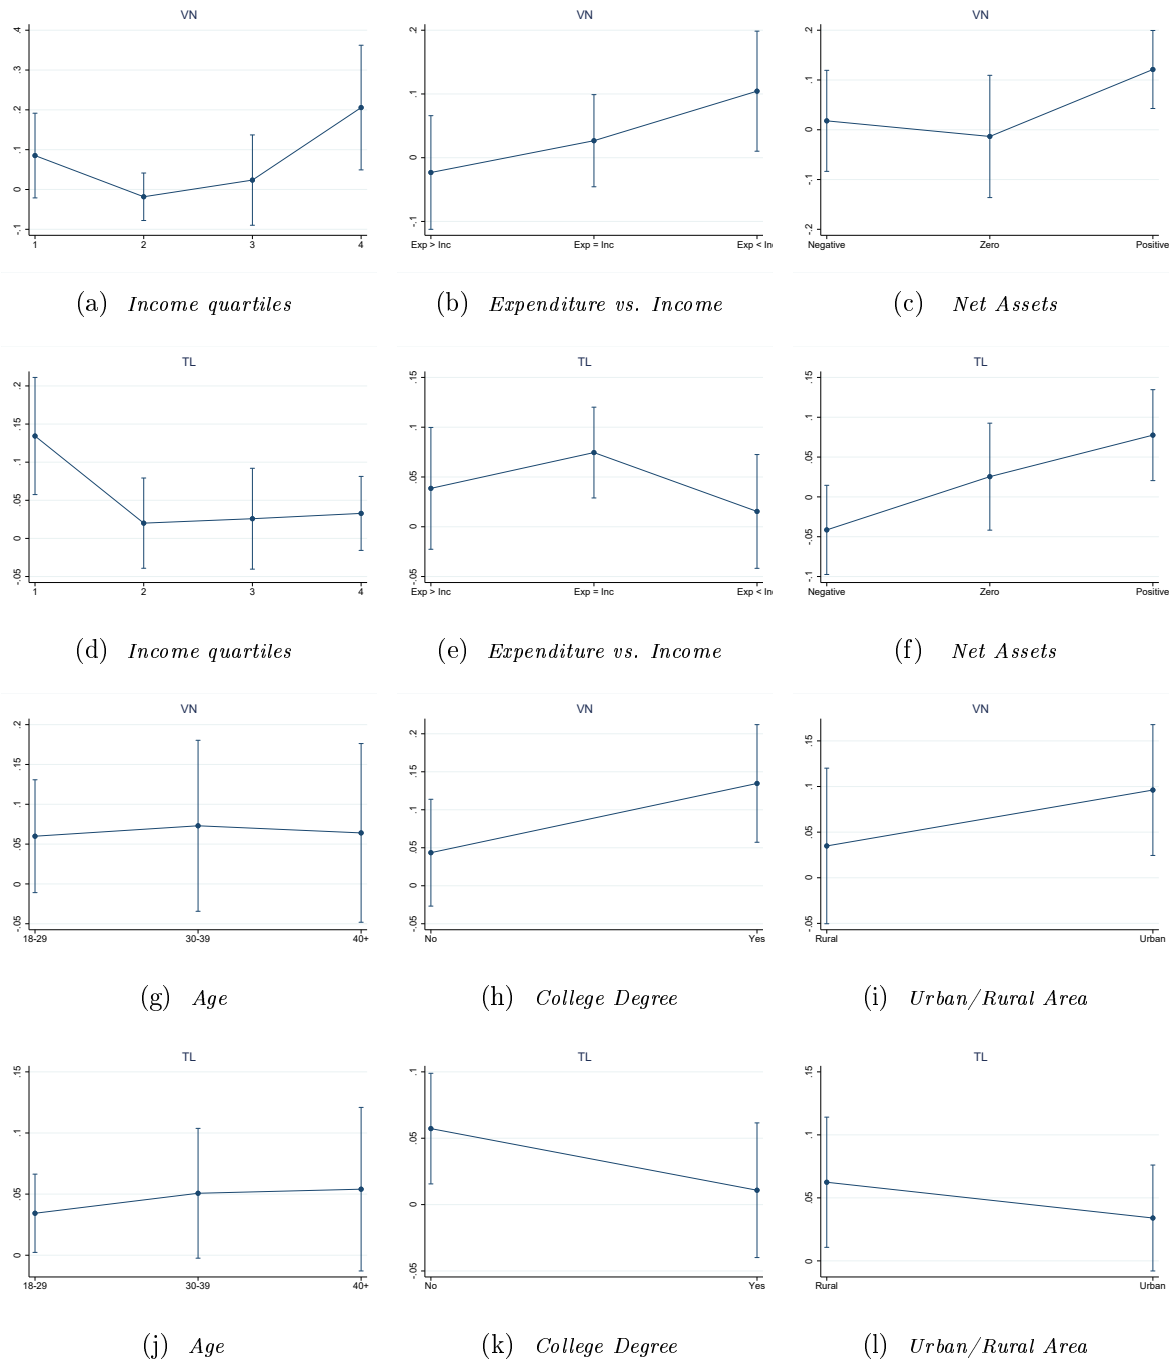 VN VN VN
.4 .3 .2 .1 0 -.1
1 2 3 4
.2 .1 0 -.1
Exp > Inc Exp = Inc Exp < In
.2 .1 0 -.1 -.2
Negative Zero Positive
(a) Income quartiles (b) Expenditure vs. Income (c) Net Assets
TL TL TL
.2 .15 .1 .05 0 -.05
1 2 3 4
.15 .1 .05 0 -.05
Exp > Inc Exp = Inc Exp < In
.15 .1 .05 0 -.05 -.1
Negative Zero Positive
(d) Income quartiles (e) Expenditure vs. Income (f) Net Assets
VN VN VN
.2 .15 .1 .05 0 -.05
18-29 30-39 40+
.2 .15 .1 .05 0 -.05
No Yes
.15 .1 .05 0 -.05
Rural Urban
(g) Age (h) College Degree (i) Urban/Rural Area
TL TL TL
.15 .1 .05 0
18-29 30-39 40+
.1 .05 0 -.05
No Yes
.15 .1 .05 0
Rural Urban
(j) Age (k) College Degree (l) Urban/Rural Area